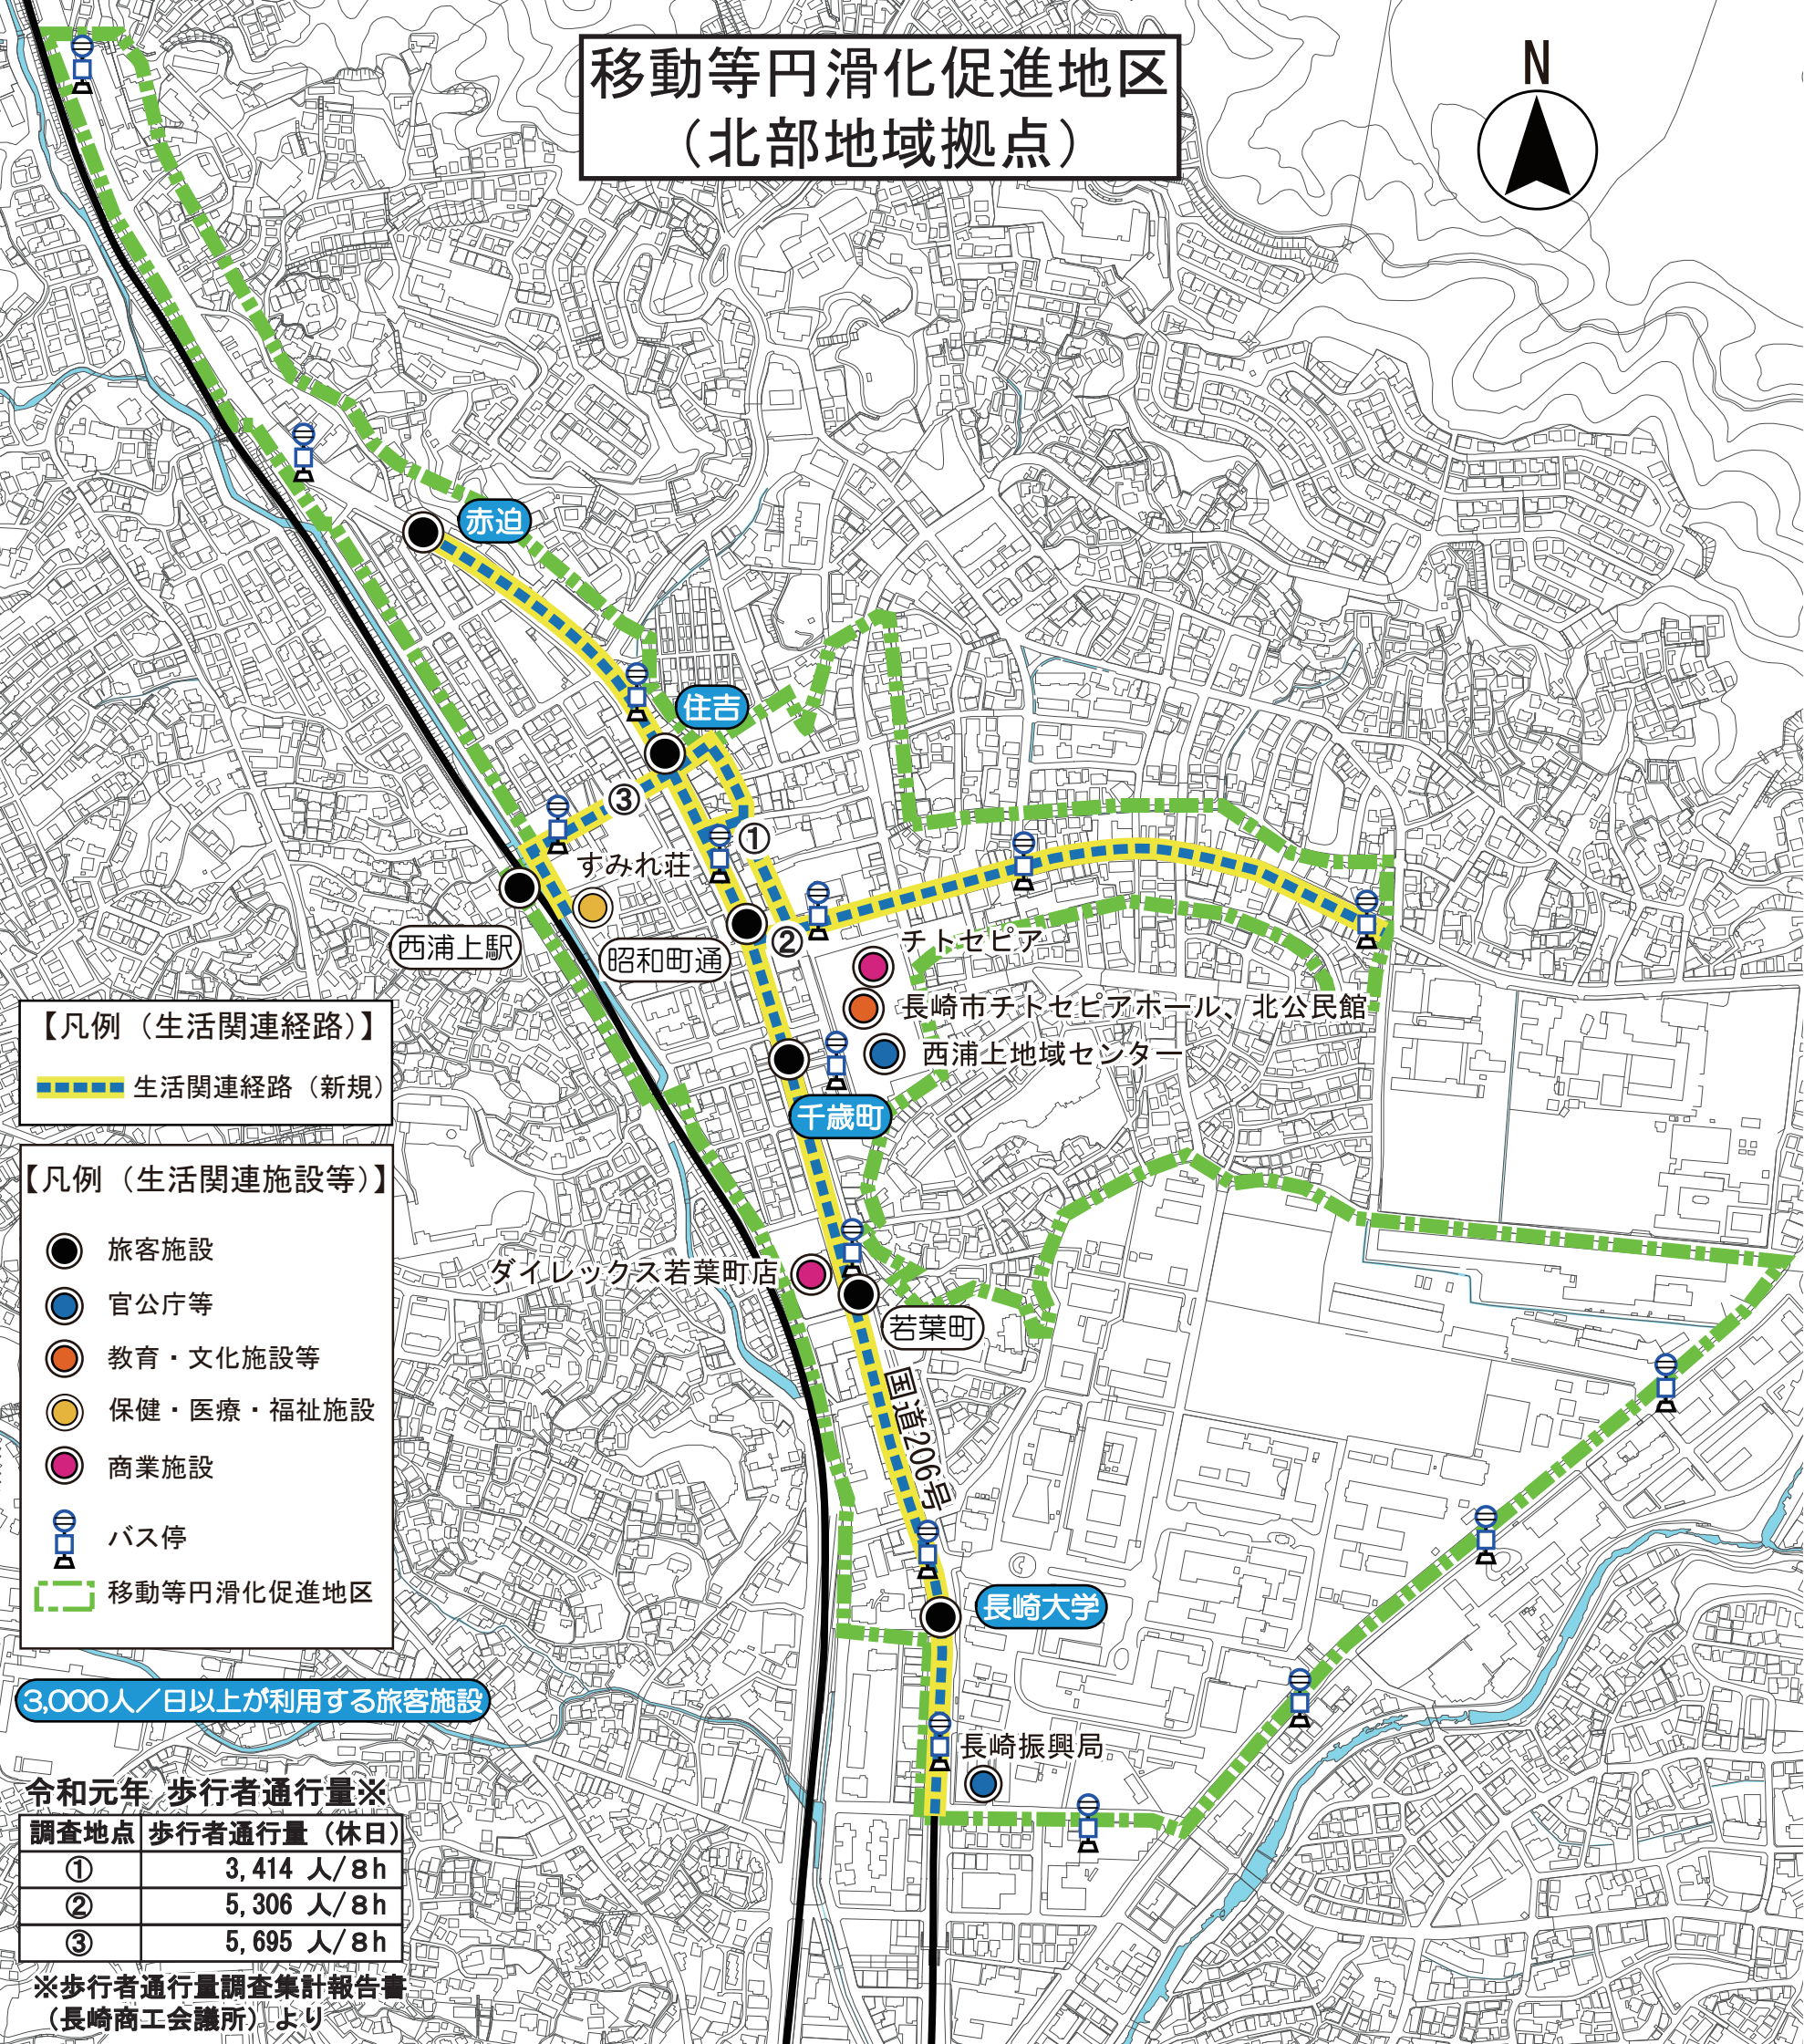 移動等円滑化促進地区
（北部地域拠点）
N
赤迫
住吉
③
①
すみれ荘
②
西浦上駅
昭和町通
チトセピア
長崎市チトセピアホール、北公民館
西浦上地域センター
千歳町
ダイレックス若葉町店
若葉町
国道206号
長崎大学
長崎振興局
【凡例（生活関連経路）】
生活関連経路（新規）
【凡例（生活関連施設等）】
旅客施設
官公庁等
教育・文化施設等
保健・医療・福祉施設
商業施設
バス停
移動等円滑化促進地区
3,000人／日以上が利用する旅客施設
令和元年 歩行者通行量※
調査地点 歩行者通行量（休日）
① 3,414 人/8h
② 5,306 人/8h
③ 5,695 人/8h
※歩行者通行量調査集計報告書
（長崎商工会議所）より